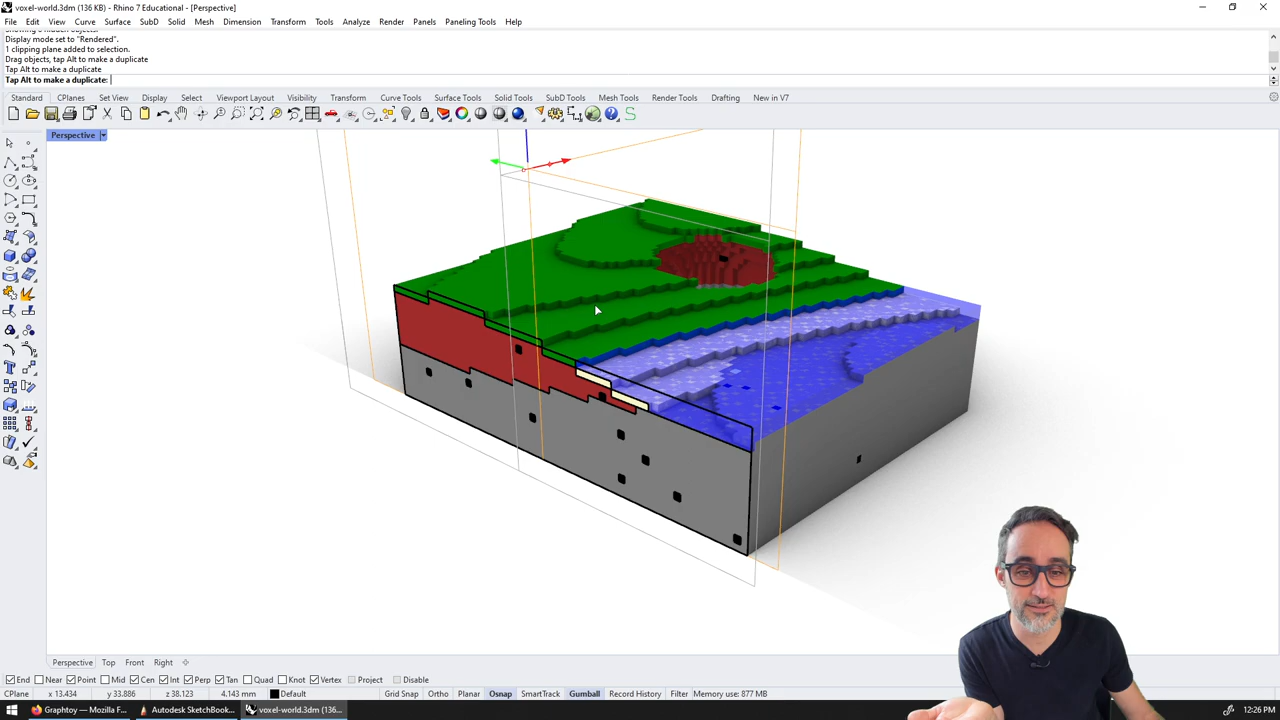 voxel-world.3dm (136 KB) - Rhino 7 Educational - [Perspective]
File Edit View Curve Surface SubD Solid Mesh Dimension Transform Tools Analyze Render Panels Paneling Tools Help
Display mode set to "Rendered".
1 clipping plane added to selection.
Drag objects, tap Alt to make a duplicate
Tap Alt to make a duplicate
Tap Alt to make a duplicate:
Standard CPlanes Set View Display Select Viewport Layout Visibility Transform Curve Tools Surface Tools Solid Tools Mesh Tools Render Tools Drafting New in V7
Perspective
Perspective Top Front Right
End Near Point Mid Cen Int Perp Tan Quad Knot Vertex Project Disable
CPlane x 13.434 y 33.886 z 38.123 4.143 mm Default Grid Snap Ortho Planar Osnap SmartTrack Gumball Record History Filter Memory use: 877 MB
Graphtoy — Mozilla F... Autodesk SketchBook... voxel-world.3dm (136... 12:26 PM